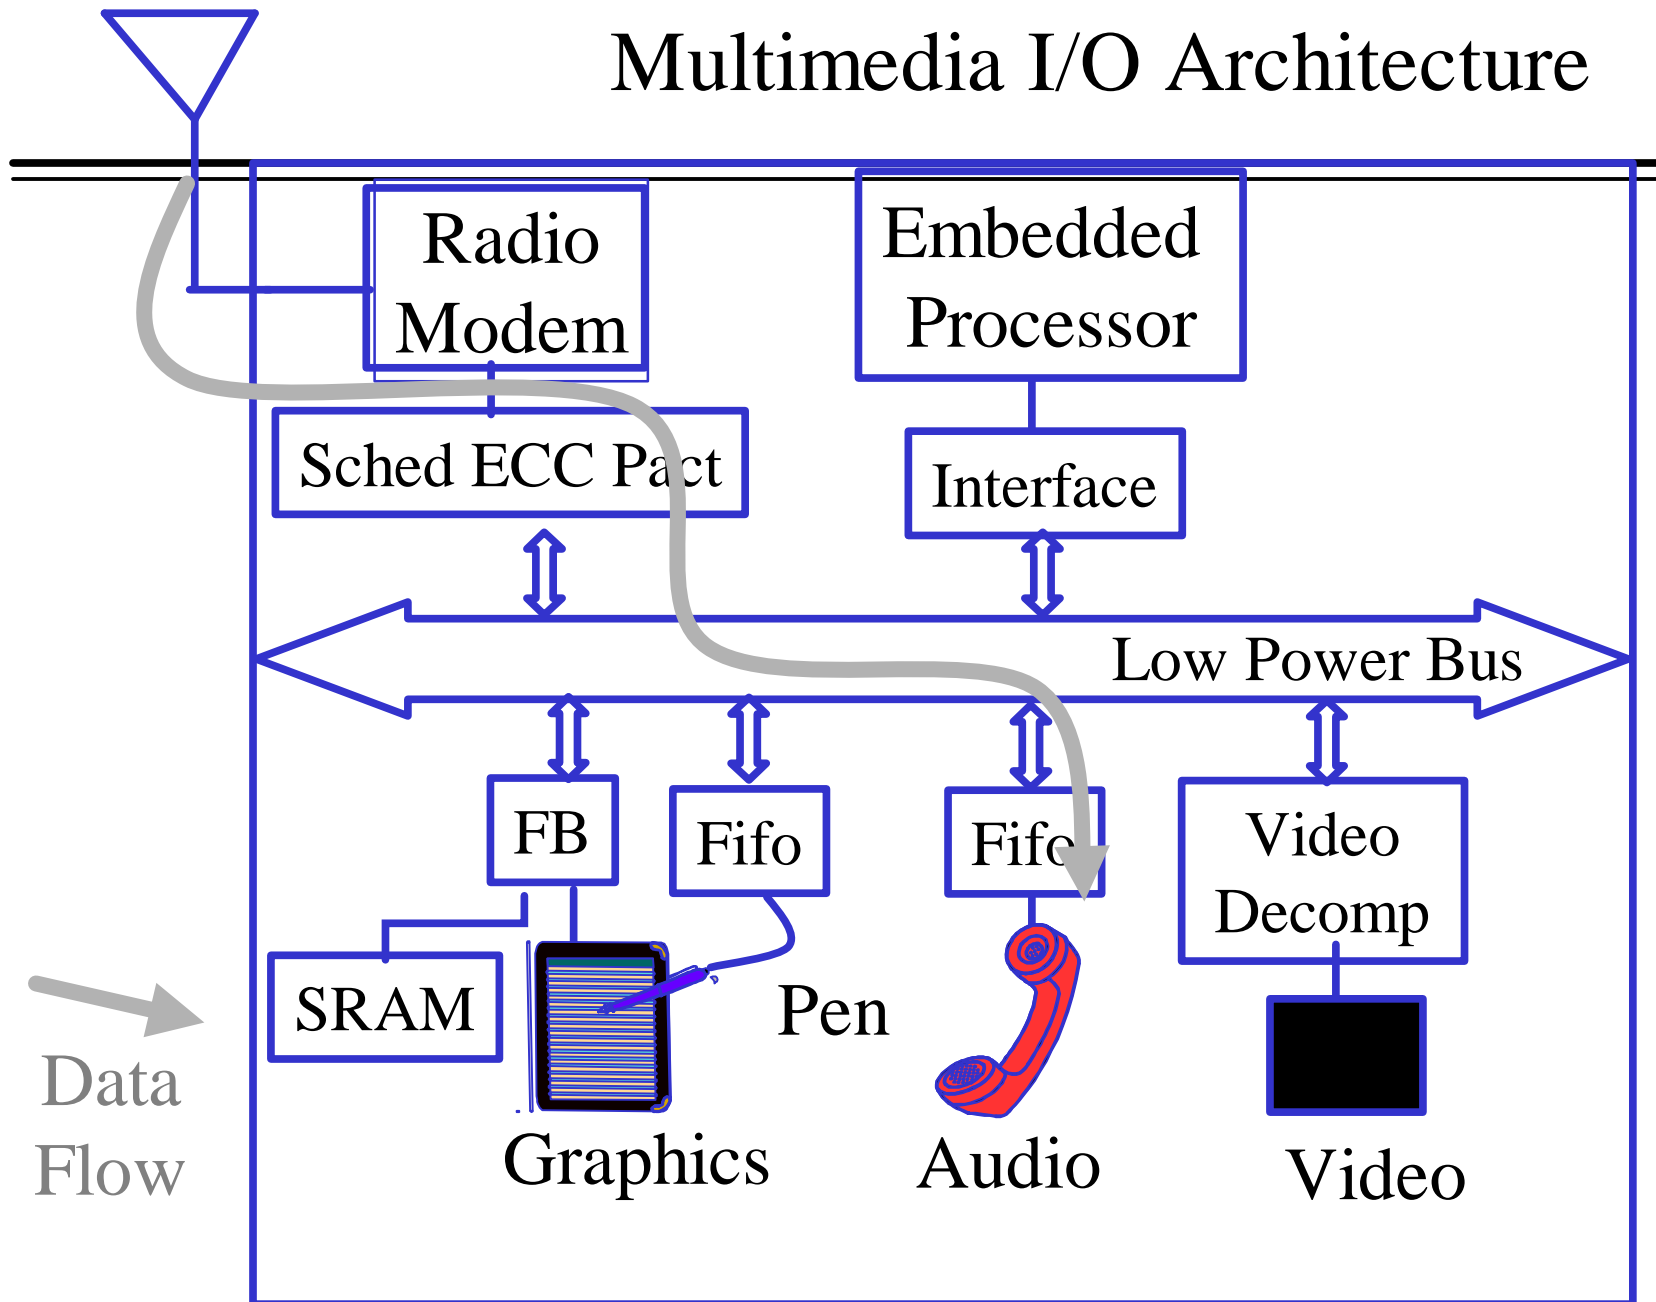 Multimedia I/O Architecture
Radio
Modem
Embedded
Processor
Sched ECC Pact
Interface
Low Power Bus
FB
Fifo
Fifo
Video
Decomp
SRAM
Pen
Data
Flow
Graphics
Audio
Video